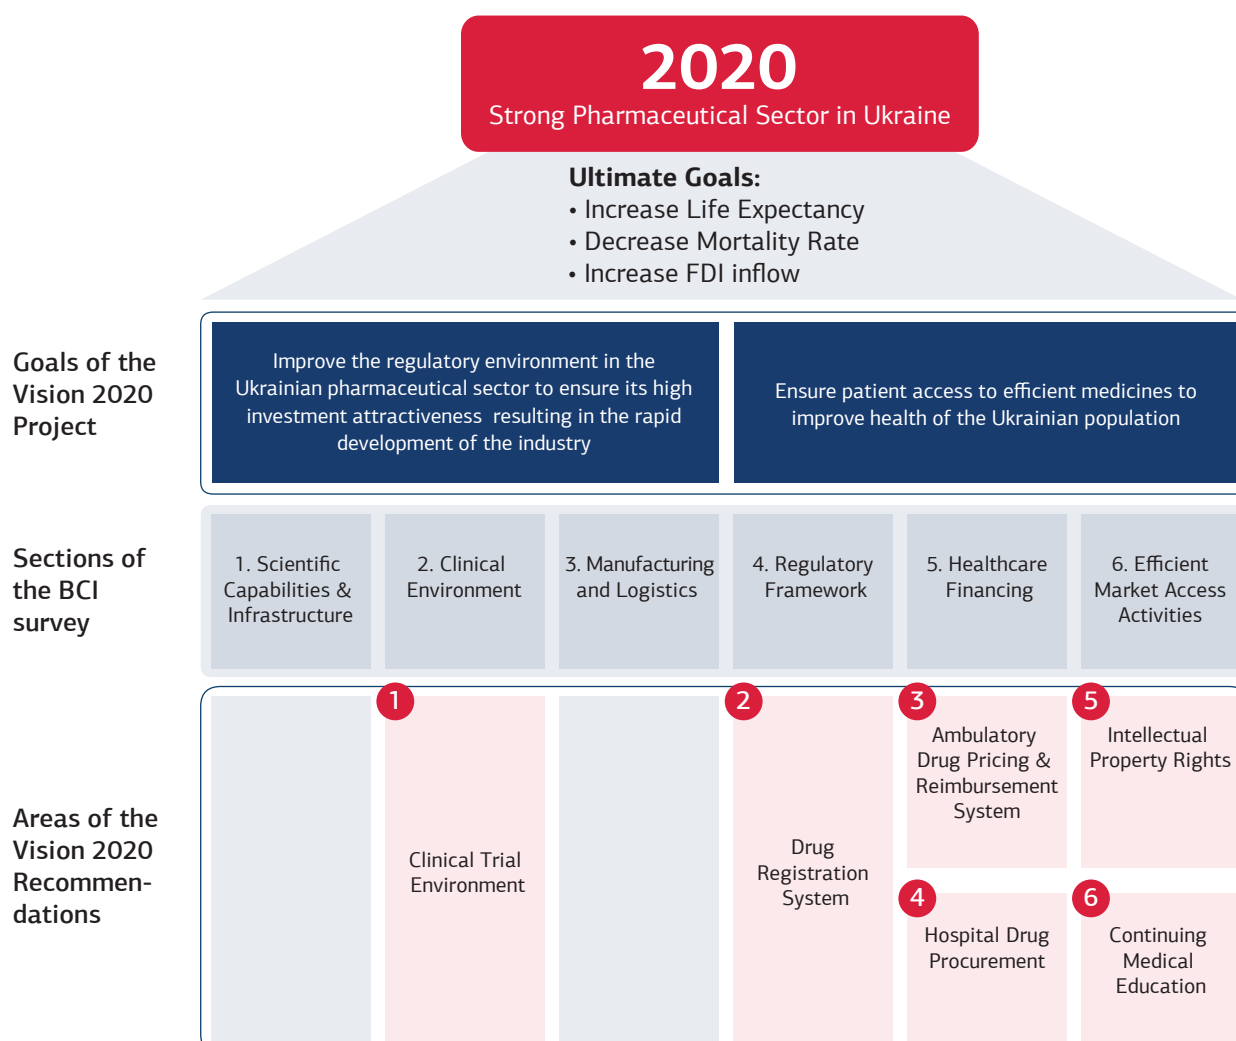 2020
Strong Pharmaceutical Sector in Ukraine
Ultimate Goals:
• Increase Life Expectancy
• Decrease Mortality Rate
• Increase FDI inflow
Goals of the
Vision 2020
Project
Improve the regulatory environment in the
Ukrainian pharmaceutical sector to ensure its high
investment attractiveness resulting in the rapid
development of the industry
Ensure patient access to efficient medicines to
improve health of the Ukrainian population
Sections of
the BCI
survey
1. Scientific
Capabilities &
Infrastructure
2. Clinical
Environment
3. Manufacturing
and Logistics
4. Regulatory
Framework
5. Healthcare
Financing
6. Efficient
Market Access
Activities
Areas of the
Vision 2020
Recommen-
dations
1
Clinical Trial
Environment
2
Drug
Registration
System
3
Ambulatory
Drug Pricing &
Reimbursement
System
4
Hospital Drug
Procurement
5
Intellectual
Property Rights
6
Continuing
Medical
Education